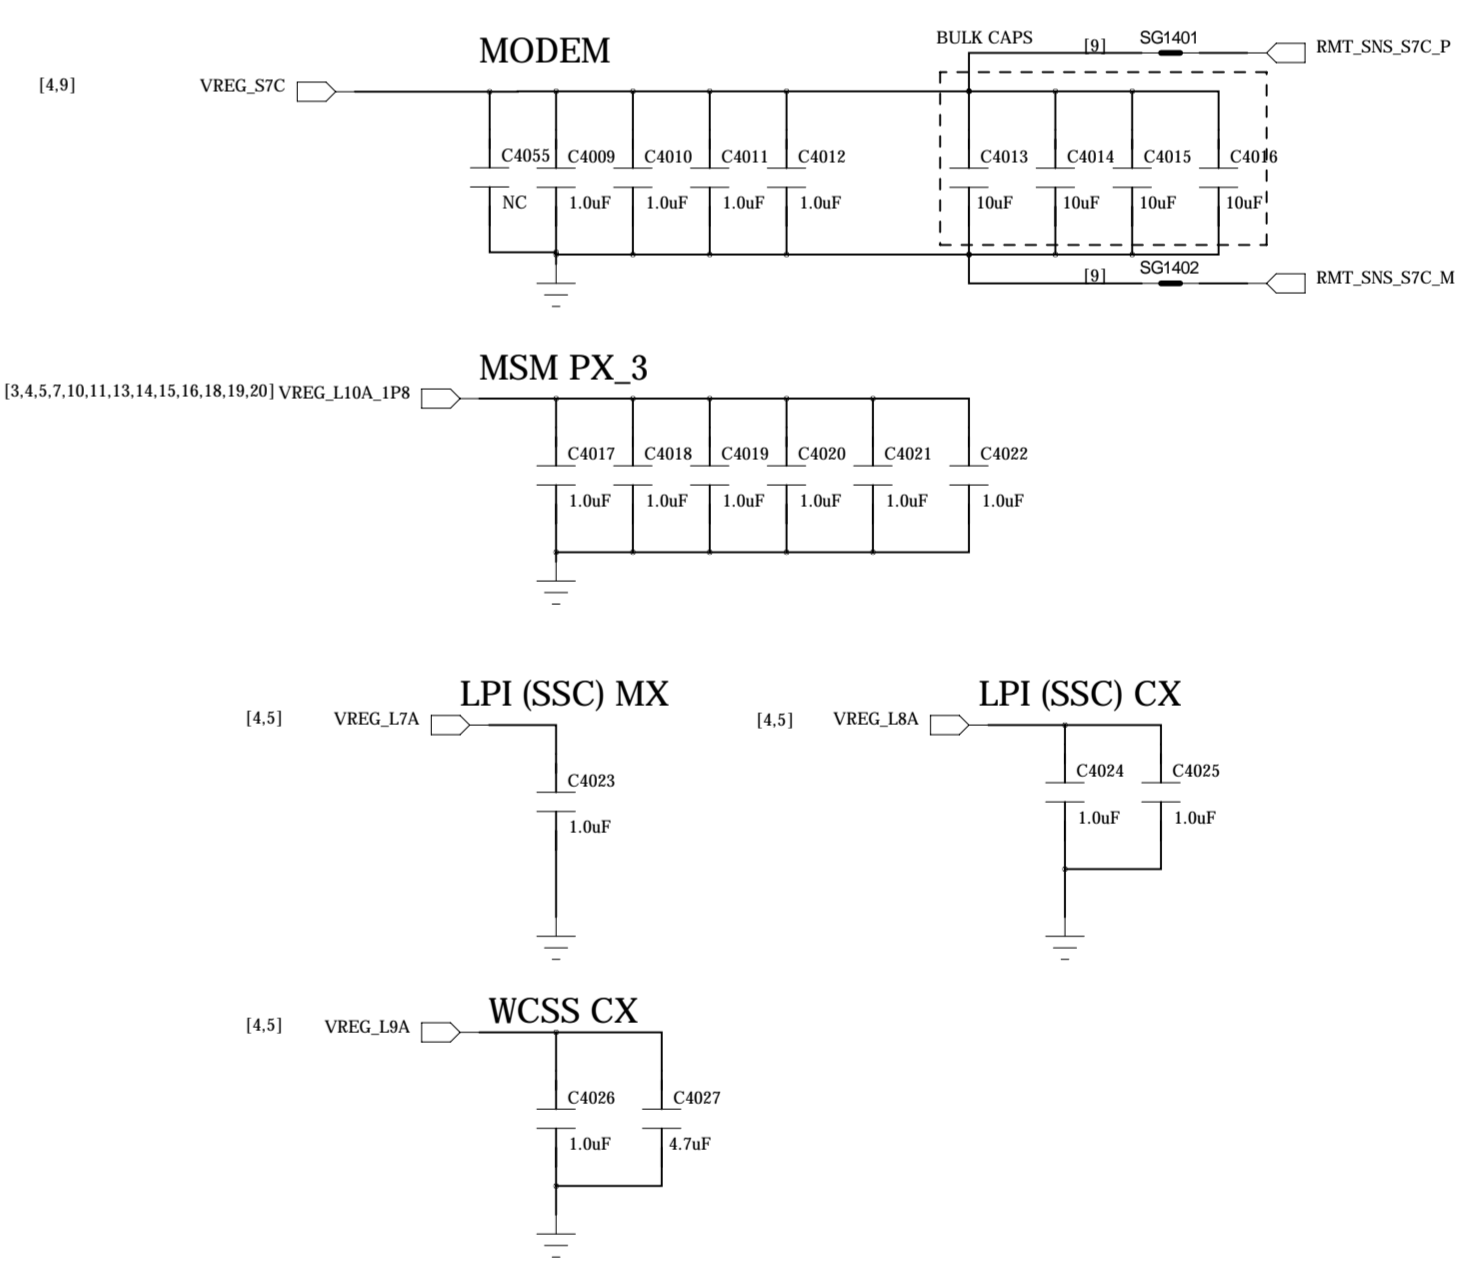 MODEM
BULK CAPS
[9]
SG1401
RMT_SNS_S7C_P
[4,9]
VREG_S7C
C4055
C4009
C4010
C4011
C4012
C4013
C4014
C4015
C4016
NC
1.0uF
1.0uF
1.0uF
1.0uF
10uF
10uF
10uF
10uF
[9]
SG1402
RMT_SNS_S7C_M
MSM PX_3
[3,4,5,7,10,11,13,14,15,16,18,19,20] VREG_L10A_1P8
C4017
C4018
C4019
C4020
C4021
C4022
1.0uF
1.0uF
1.0uF
1.0uF
1.0uF
1.0uF
LPI (SSC) MX
[4,5]
VREG_L7A
C4023
1.0uF
LPI (SSC) CX
[4,5]
VREG_L8A
C4024
C4025
1.0uF
1.0uF
WCSS CX
[4,5]
VREG_L9A
C4026
C4027
1.0uF
4.7uF